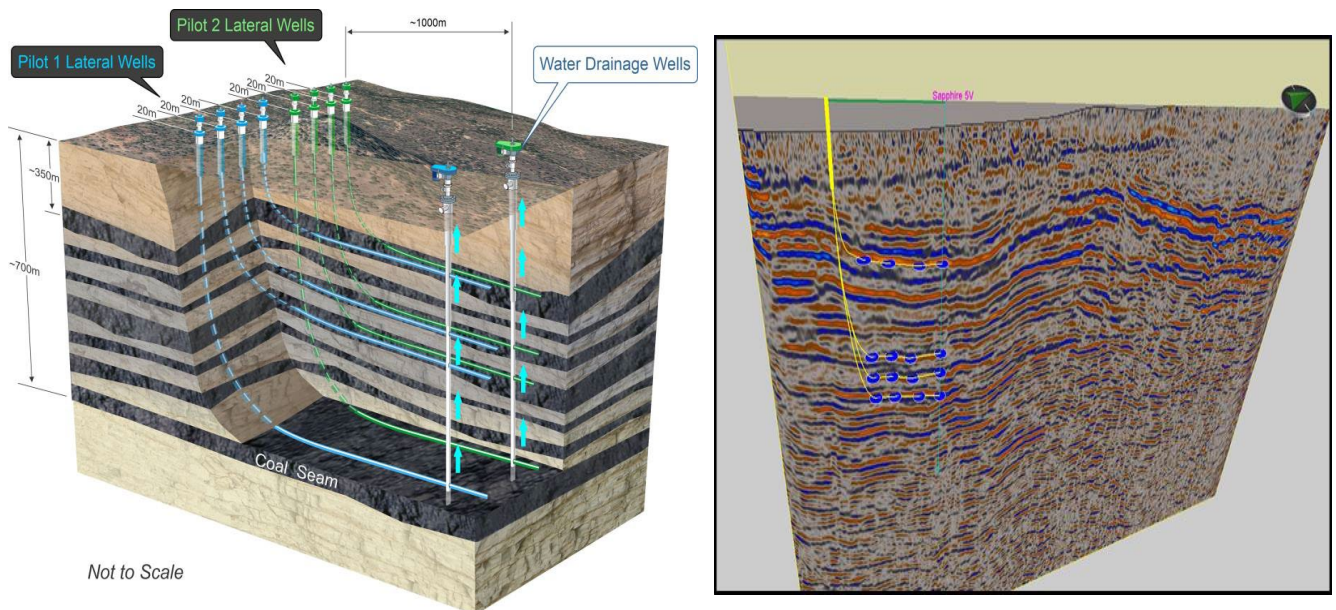 Pilot 2 Lateral Wells
~1000m
Pilot 1 Lateral Wells
Water Drainage Wells
20m
20m
20m
20m
20m
20m
~350m
~700m
Coal Seam
Not to Scale
Sapphire 5V